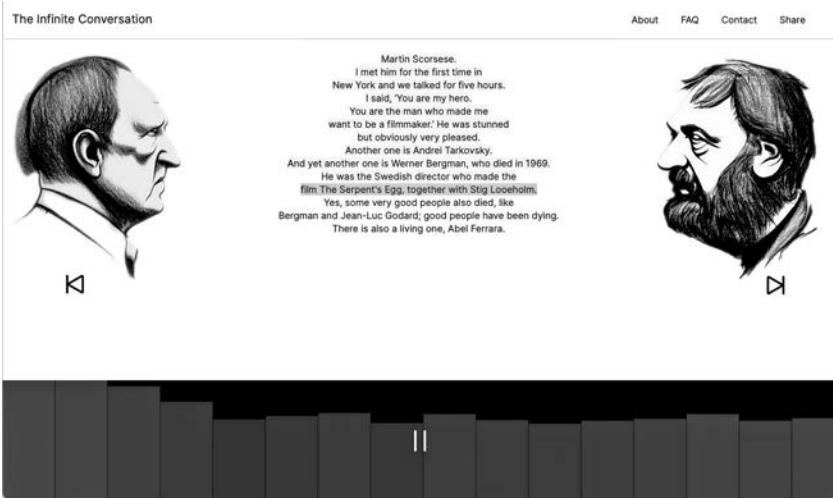 The Infinite Conversation
About FAQ Contact Share
Martin Scorsese.
I met him for the first time in
New York and we talked for five hours.
I said, 'You are my hero.
You are the man who made me
want to be a filmmaker.' He was stunned
but obviously very pleased.
Another one is Andrei Tarkovsky.
And yet another one is Werner Bergman, who died in 1969.
He was the Swedish director who made the
film The Serpent's Egg, together with Stig Looeholm.
Yes, some very good people also died, like
Bergman and Jean-Luc Godard; good people have been dying.
There is also a living one, Abel Ferrara.